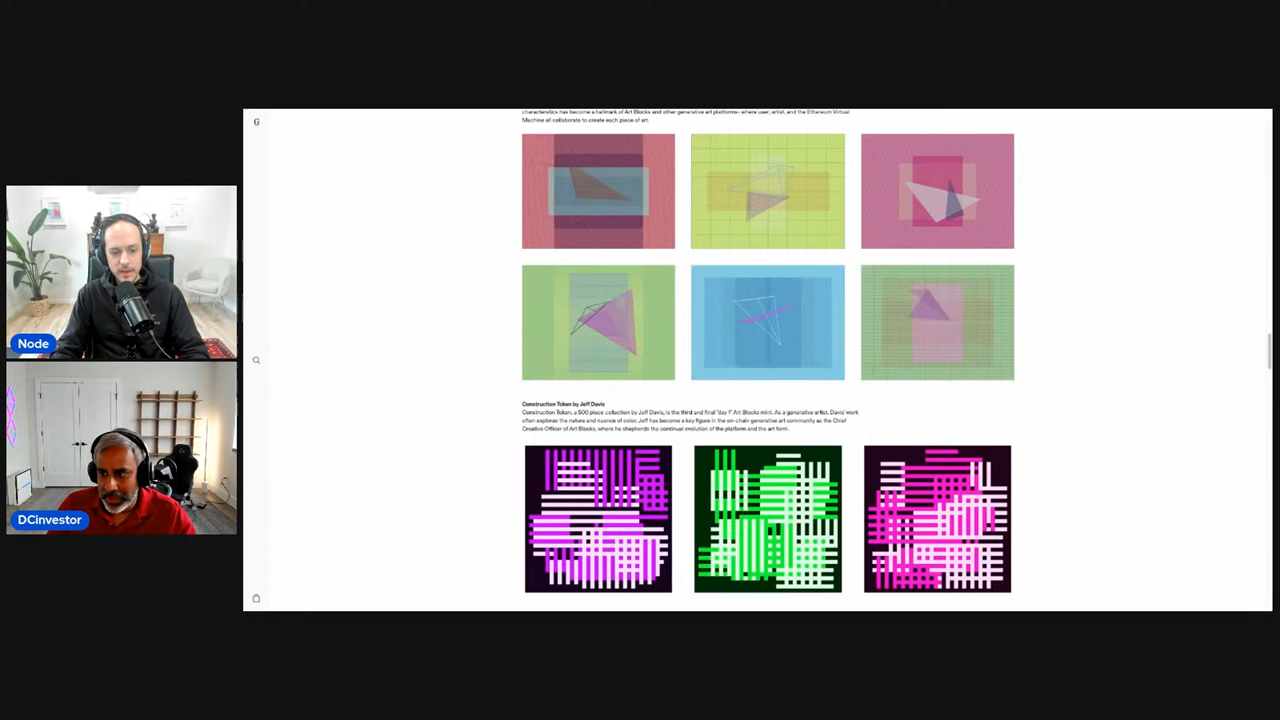 G
characteristics has become a hallmark of Art Blocks and other generative art platforms- where user, artist, and the Ethereum Virtual
Machine all collaborate to create each piece of art.
Node
DCinvestor
Construction Token by Jeff Davis
Construction Token, a 500 piece collection by Jeff Davis, is the third and final "day 1" Art Blocks mint. As a generative artist, Davis' work
often explores the nature and nuance of color. Jeff has become a key figure in the on-chain generative art community as the Chief
Creative Officer of Art Blocks, where he shepherds the continual evolution of the platform and the art form.